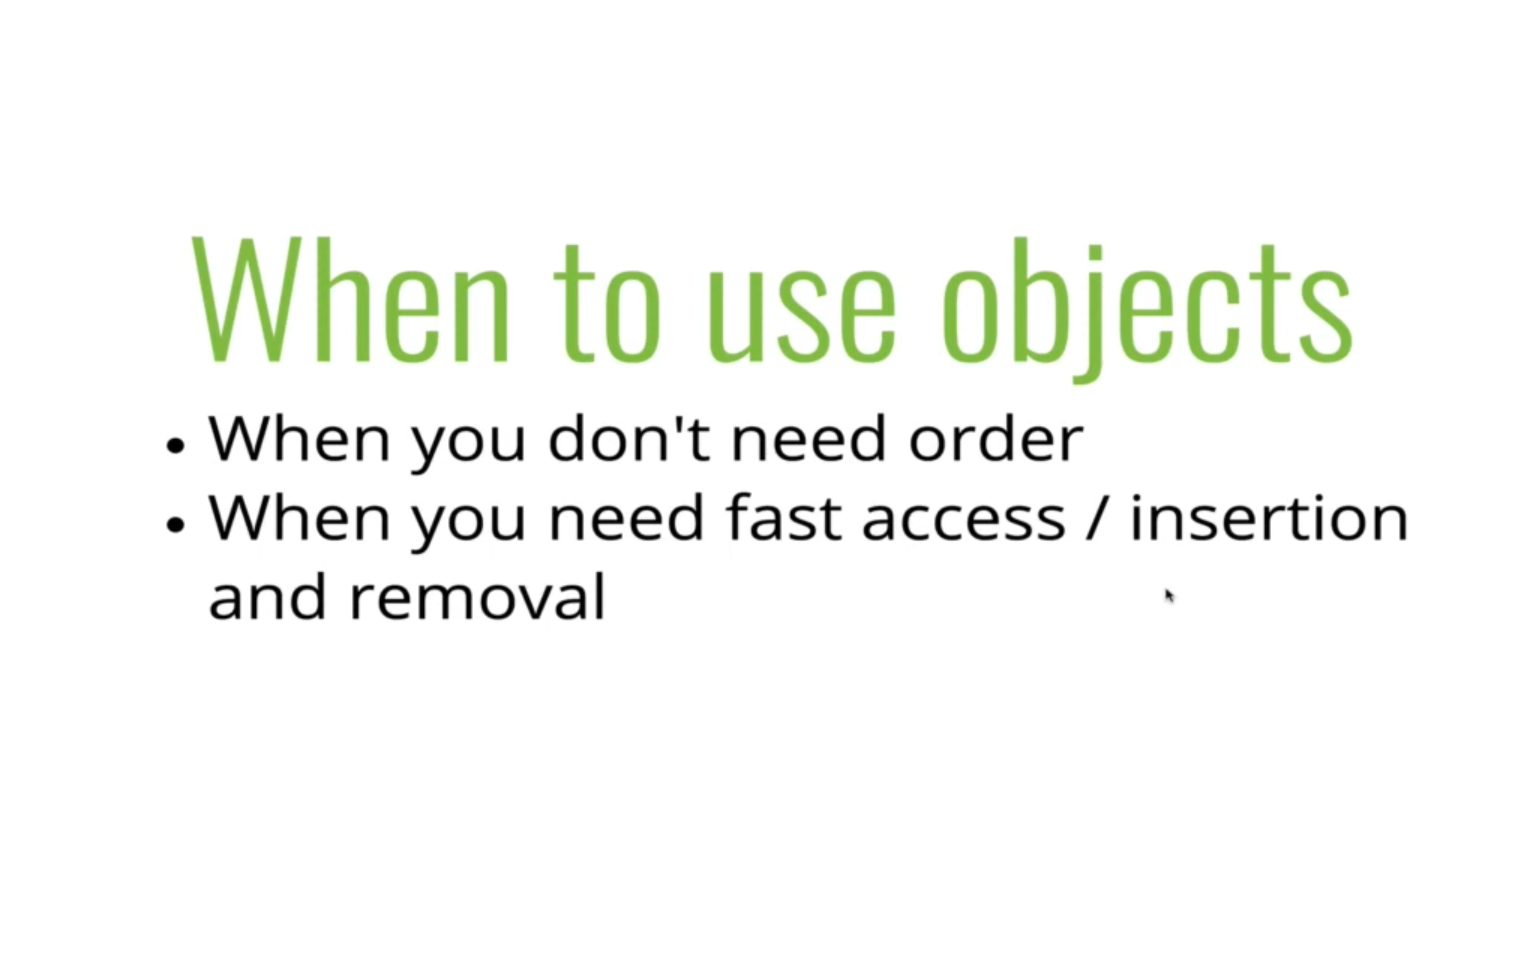 When to use objects
• When you don't need order
• When you need fast access / insertion
and removal